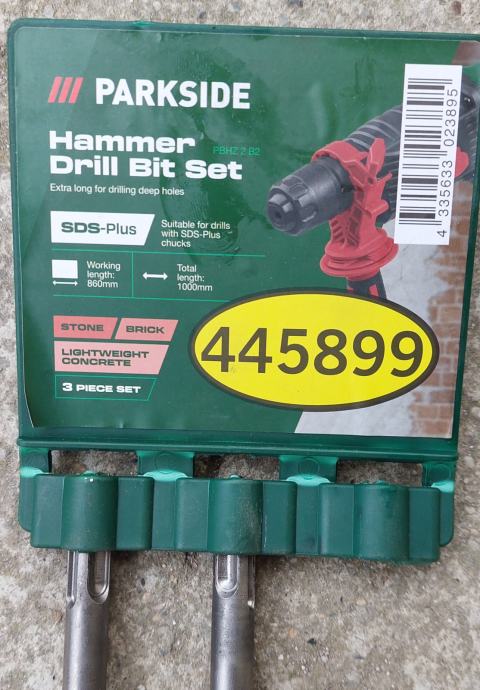 PARKSIDE
Hammer
Drill Bit Set
PBHZ 2 B2
Extra long for drilling deep holes
SDS-Plus
Suitable for drills
with SDS-Plus
chucks
Working
length:
860mm
Total
length:
1000mm
STONE
BRICK
LIGHTWEIGHT
CONCRETE
3 PIECE SET
445899
4 335633 023895